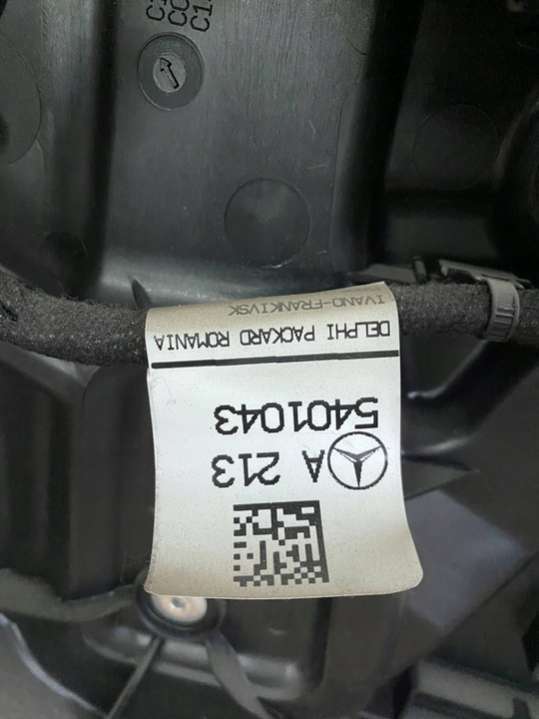 A 213
5401043
DELPHI PACKARD ROMANIA
IVANO-FRANKIVSK